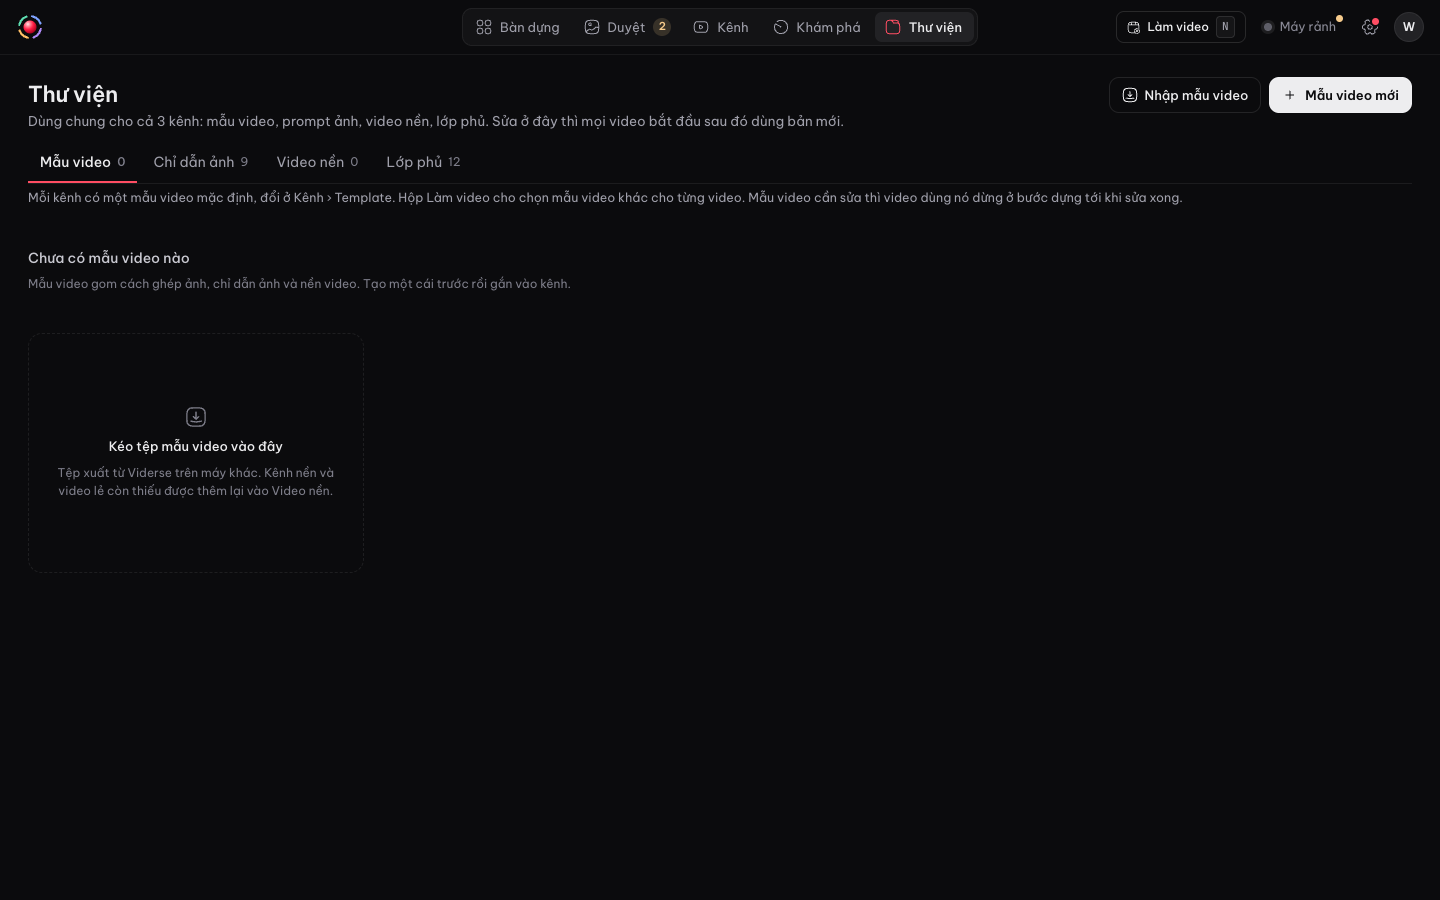 Bàn dựng
Duyệt 2
Kênh
Khám phá
Thư viện
Làm video N
Máy rảnh
W
Thư viện
Dùng chung cho cả 3 kênh: mẫu video, prompt ảnh, video nền, lớp phủ. Sửa ở đây thì mọi video bắt đầu sau đó dùng bản mới.
Nhập mẫu video
+ Mẫu video mới
Mẫu video 0
Chỉ dẫn ảnh 9
Video nền 0
Lớp phủ 12
Mỗi kênh có một mẫu video mặc định, đổi ở Kênh › Template. Hộp Làm video cho chọn mẫu video khác cho từng video. Mẫu video cần sửa thì video dùng nó dừng ở bước dựng tới khi sửa xong.
Chưa có mẫu video nào
Mẫu video gom cách ghép ảnh, chỉ dẫn ảnh và nền video. Tạo một cái trước rồi gắn vào kênh.
Kéo tệp mẫu video vào đây
Tệp xuất từ Viderse trên máy khác. Kênh nền và
video lẻ còn thiếu được thêm lại vào Video nền.